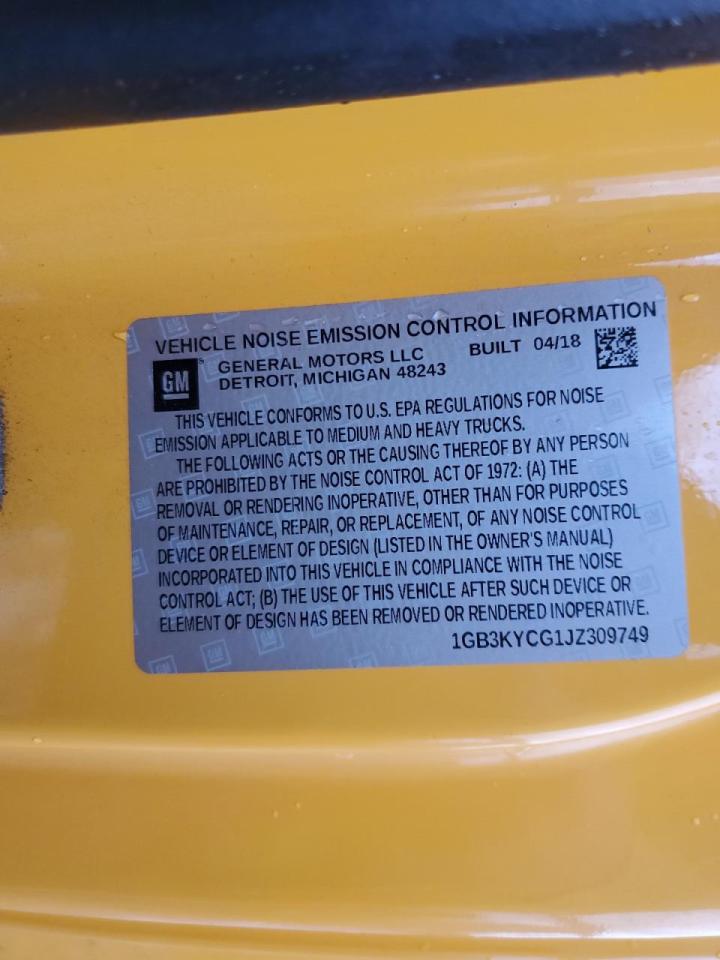 VEHICLE NOISE EMISSION CONTROL INFORMATION
GM GENERAL MOTORS LLC BUILT 04/18
DETROIT, MICHIGAN 48243
THIS VEHICLE CONFORMS TO U.S. EPA REGULATIONS FOR NOISE
EMISSION APPLICABLE TO MEDIUM AND HEAVY TRUCKS.
THE FOLLOWING ACTS OR THE CAUSING THEREOF BY ANY PERSON
ARE PROHIBITED BY THE NOISE CONTROL ACT OF 1972: (A) THE
REMOVAL OR RENDERING INOPERATIVE, OTHER THAN FOR PURPOSES
OF MAINTENANCE, REPAIR, OR REPLACEMENT, OF ANY NOISE CONTROL
DEVICE OR ELEMENT OF DESIGN (LISTED IN THE OWNER'S MANUAL)
INCORPORATED INTO THIS VEHICLE IN COMPLIANCE WITH THE NOISE
CONTROL ACT; (B) THE USE OF THIS VEHICLE AFTER SUCH DEVICE OR
ELEMENT OF DESIGN HAS BEEN REMOVED OR RENDERED INOPERATIVE.
1GB3KYCG1JZ309749